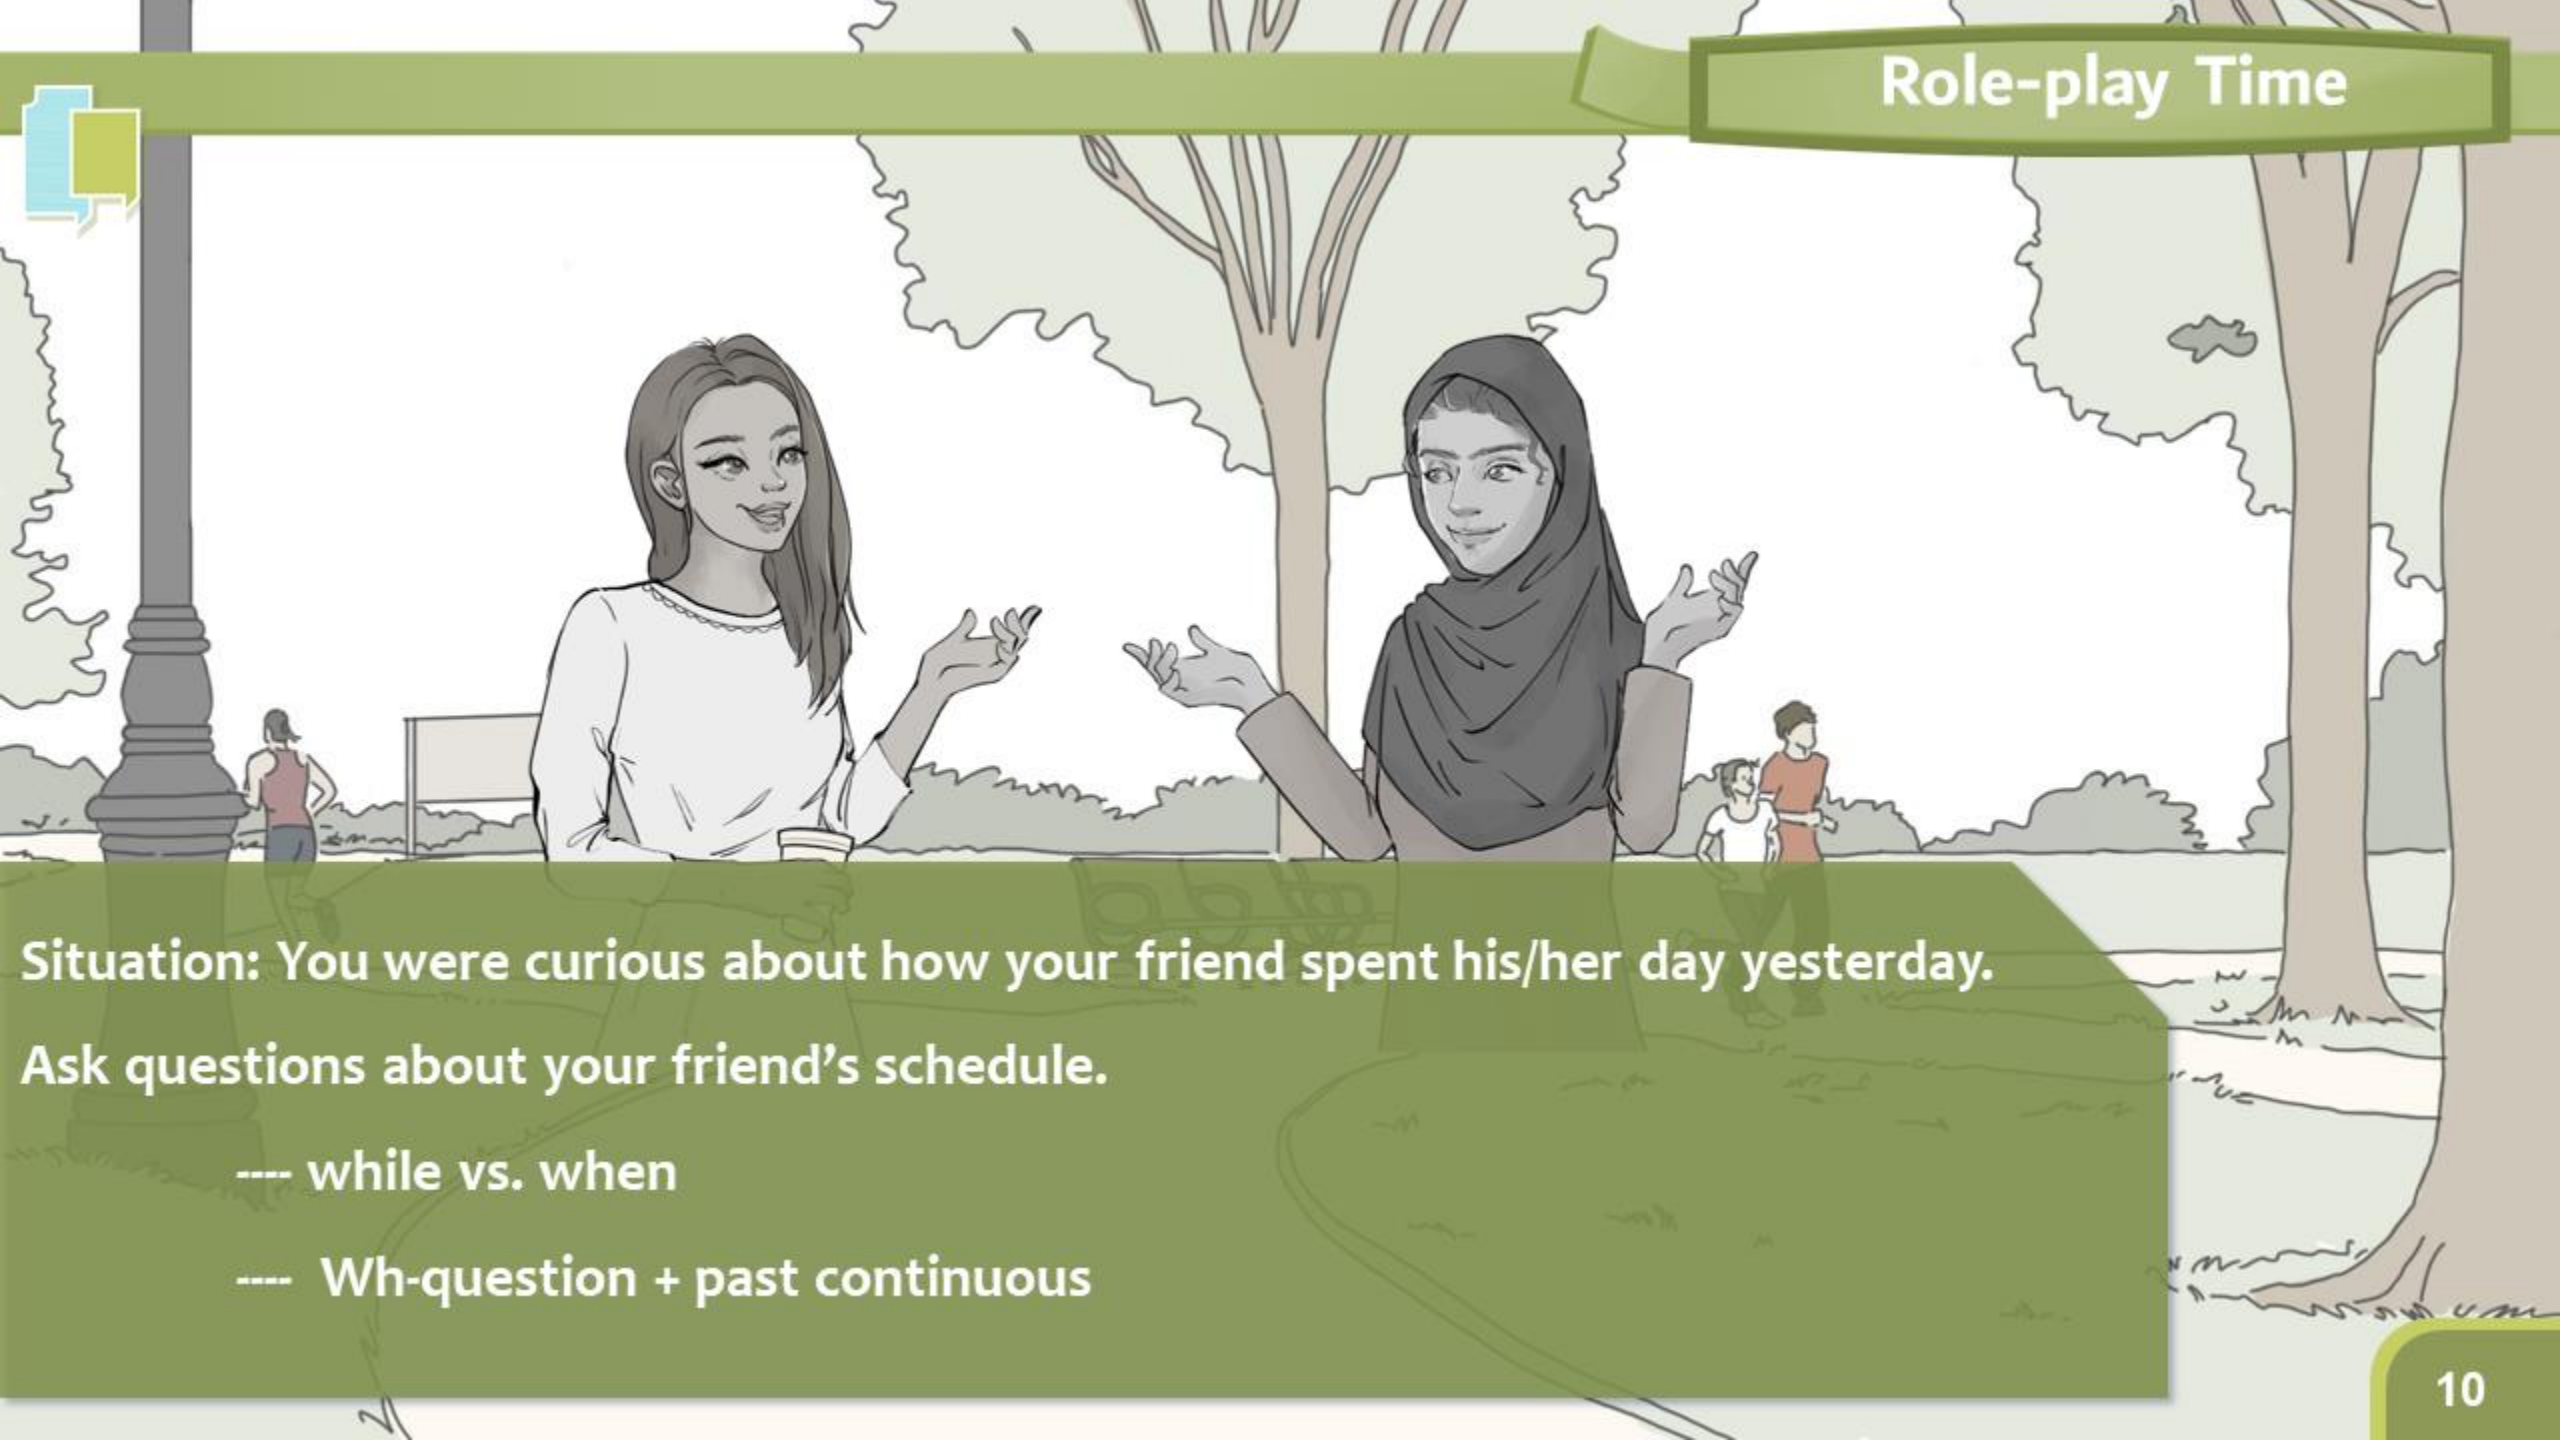 Role-play Time
Situation: You were curious about how your friend spent his/her day yesterday.
Ask questions about your friend’s schedule.
---- while vs. when
---- Wh-question + past continuous
10